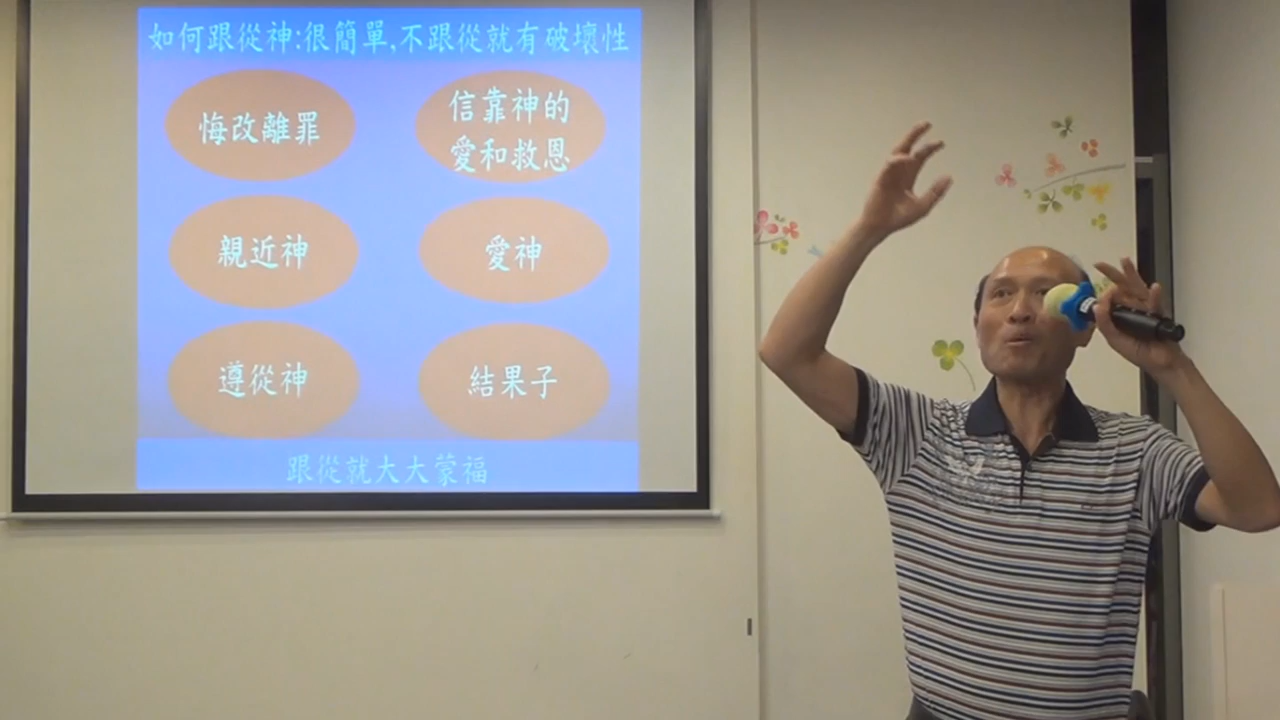 如何跟從神:很簡單,不跟從就有破壞性
悔改離罪
信靠神的
愛和救恩
親近神
愛神
遵從神
結果子
跟從就大大蒙福